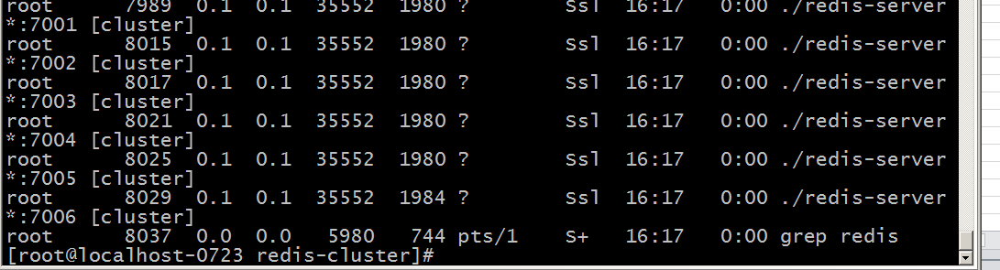 root      7989  0.1  0.1  35552  1980 ?        Ssl  16:17   0:00 ./redis-server
*:7001 [cluster]
root      8015  0.1  0.1  35552  1980 ?        Ssl  16:17   0:00 ./redis-server
*:7002 [cluster]
root      8017  0.1  0.1  35552  1980 ?        Ssl  16:17   0:00 ./redis-server
*:7003 [cluster]
root      8021  0.1  0.1  35552  1980 ?        Ssl  16:17   0:00 ./redis-server
*:7004 [cluster]
root      8025  0.1  0.1  35552  1980 ?        Ssl  16:17   0:00 ./redis-server
*:7005 [cluster]
root      8029  0.1  0.1  35552  1984 ?        Ssl  16:17   0:00 ./redis-server
*:7006 [cluster]
root      8037  0.0  0.0   5980   744 pts/1    S+   16:17   0:00 grep redis
[root@localhost-0723 redis-cluster]#